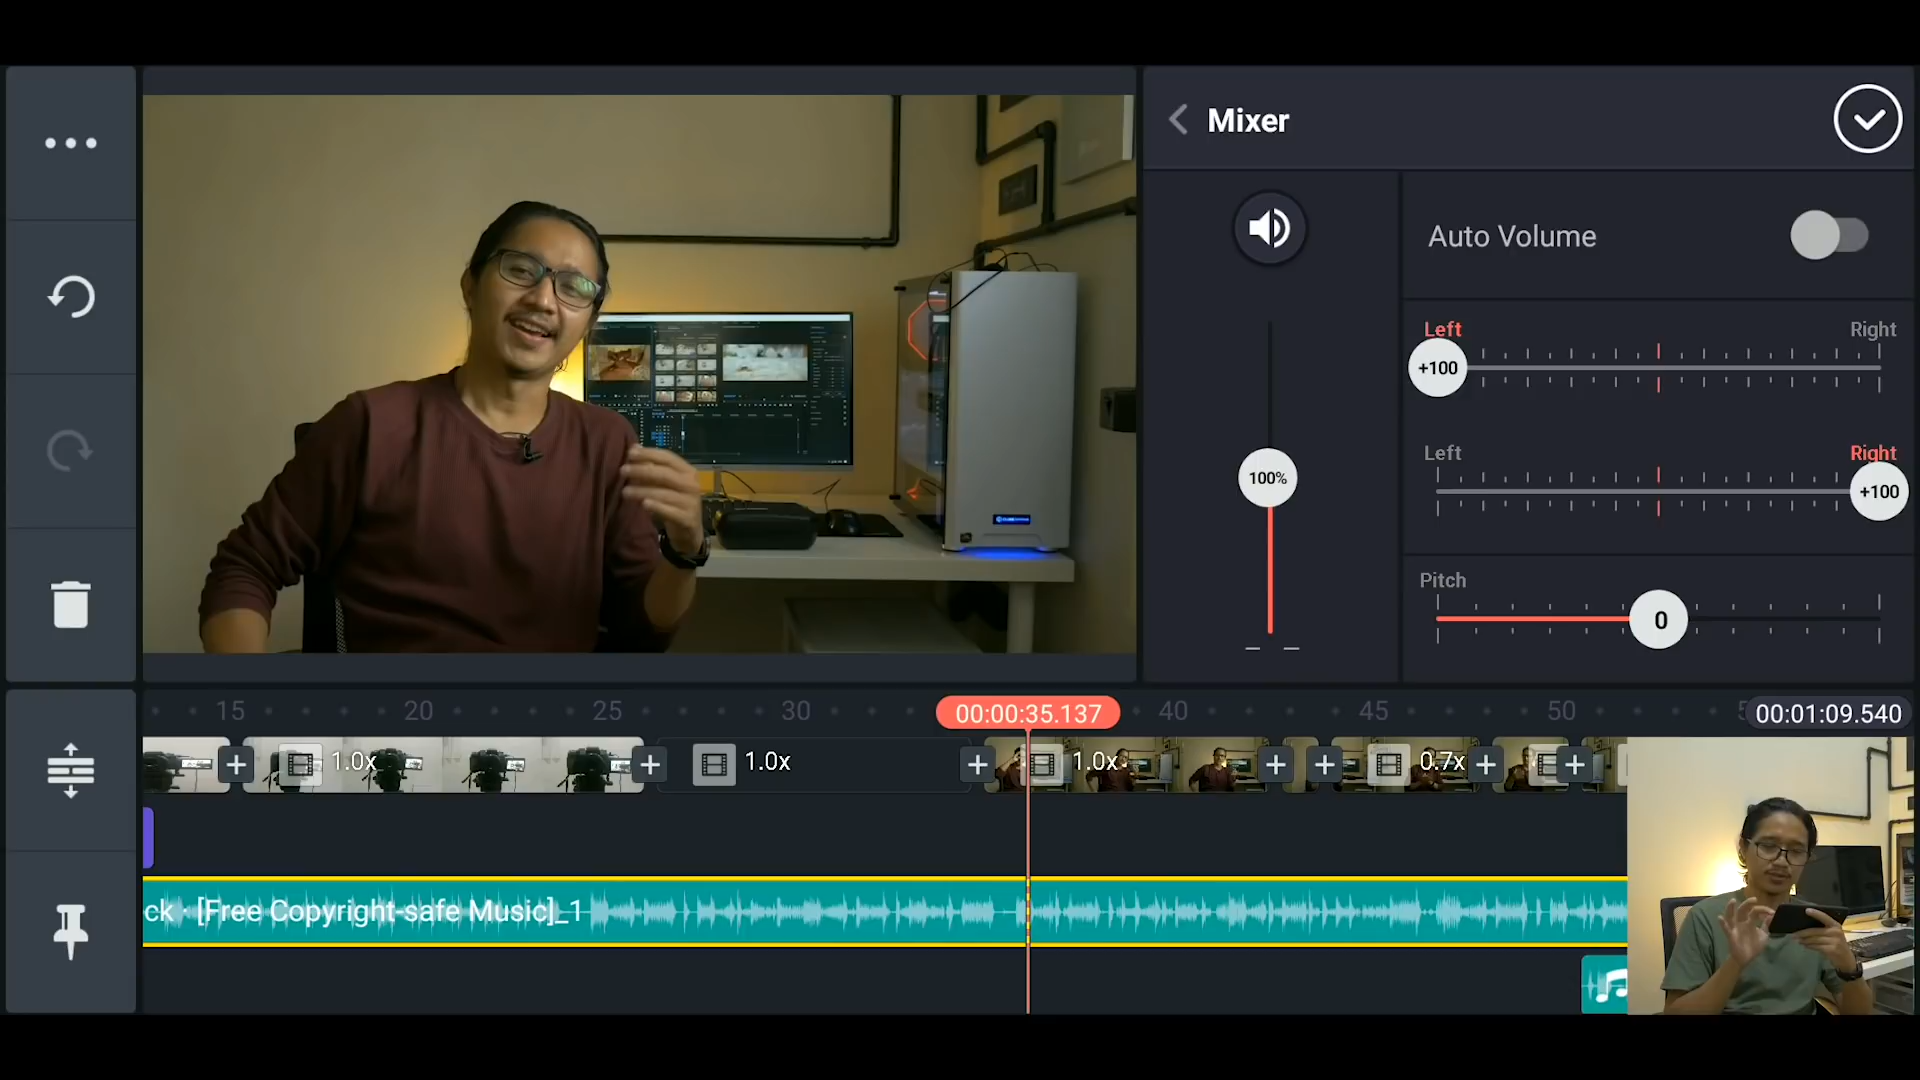 Mixer
Auto Volume
Left
Right
+100
100%
Left
Right
+100
Pitch
0
15
20
25
30
00:00:35.137
40
45
50
00:01:09.540
1.0x
1.0x
1.0x
0.7x
ck · [Free Copyright-safe Music]_1